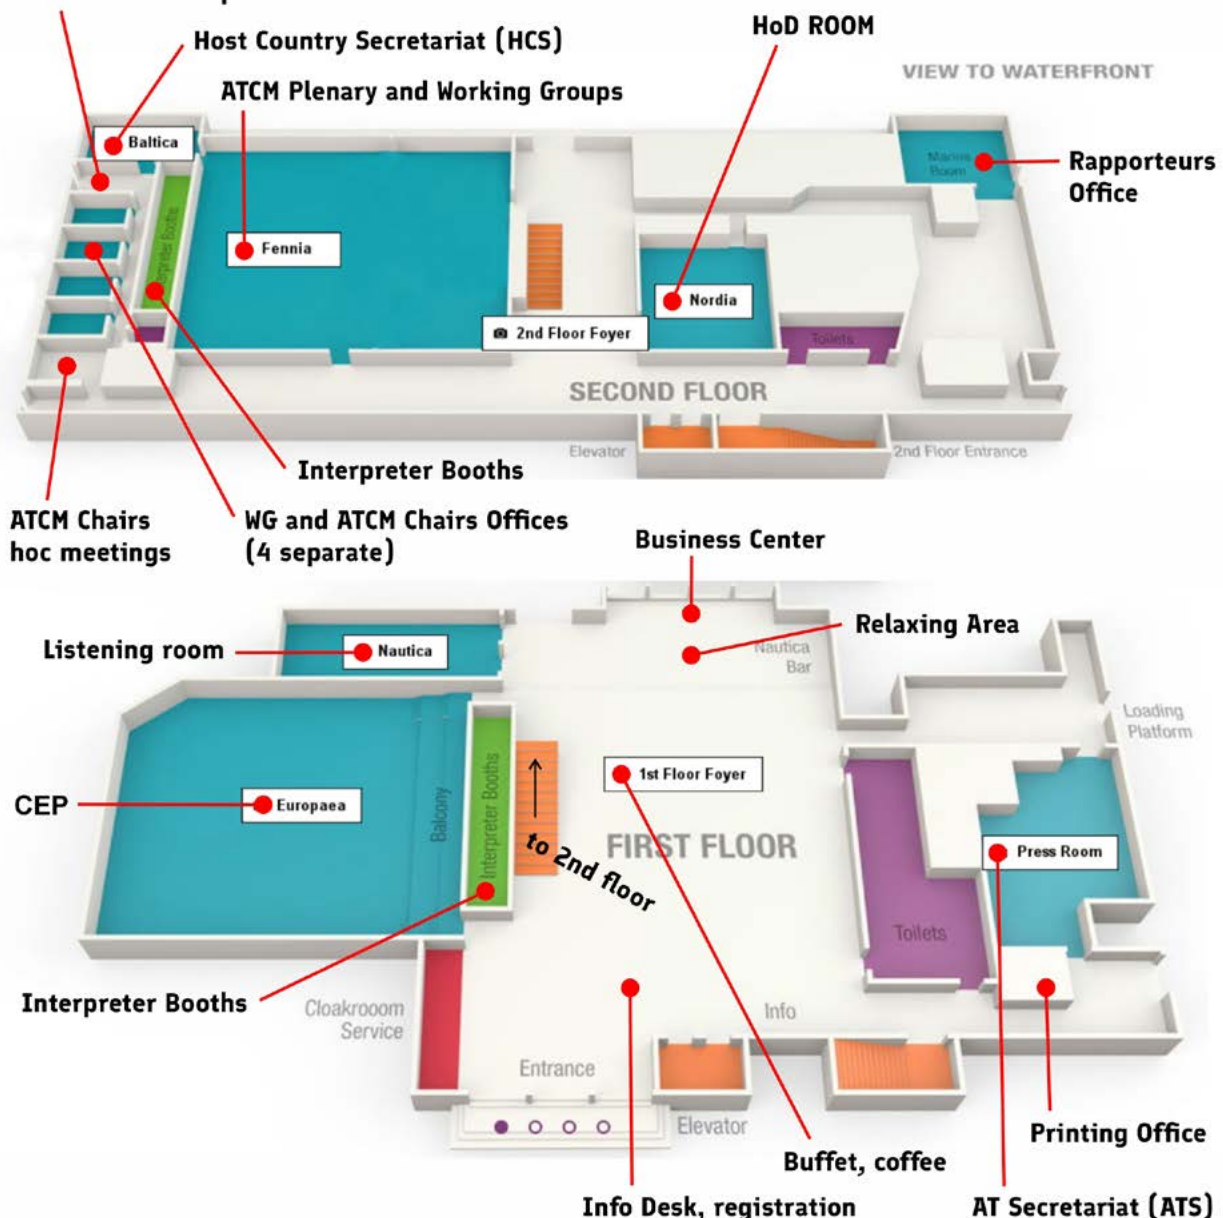 HoD ROOM
Host Country Secretariat (HCS)
VIEW TO WATERFRONT
ATCM Plenary and Working Groups
Baltica
Marina
Room
Rapporteurs
Office
Interpreter Booths
Fennia
Nordia
2nd Floor Foyer
Toilets
SECOND FLOOR
Elevator
2nd Floor Entrance
Interpreter Booths
ATCM Chairs
hoc meetings
WG and ATCM Chairs Offices
(4 separate)
Business Center
Relaxing Area
Listening room
Nautica
Nautica
Bar
Loading
Platform
1st Floor Foyer
CEP
Europaea
Balcony
Interpreter Booths
to 2nd floor
FIRST FLOOR
Press Room
Toilets
Interpreter Booths
Cloakrooom
Service
Info
Entrance
Elevator
Printing Office
Buffet, coffee
Info Desk, registration
AT Secretariat (ATS)